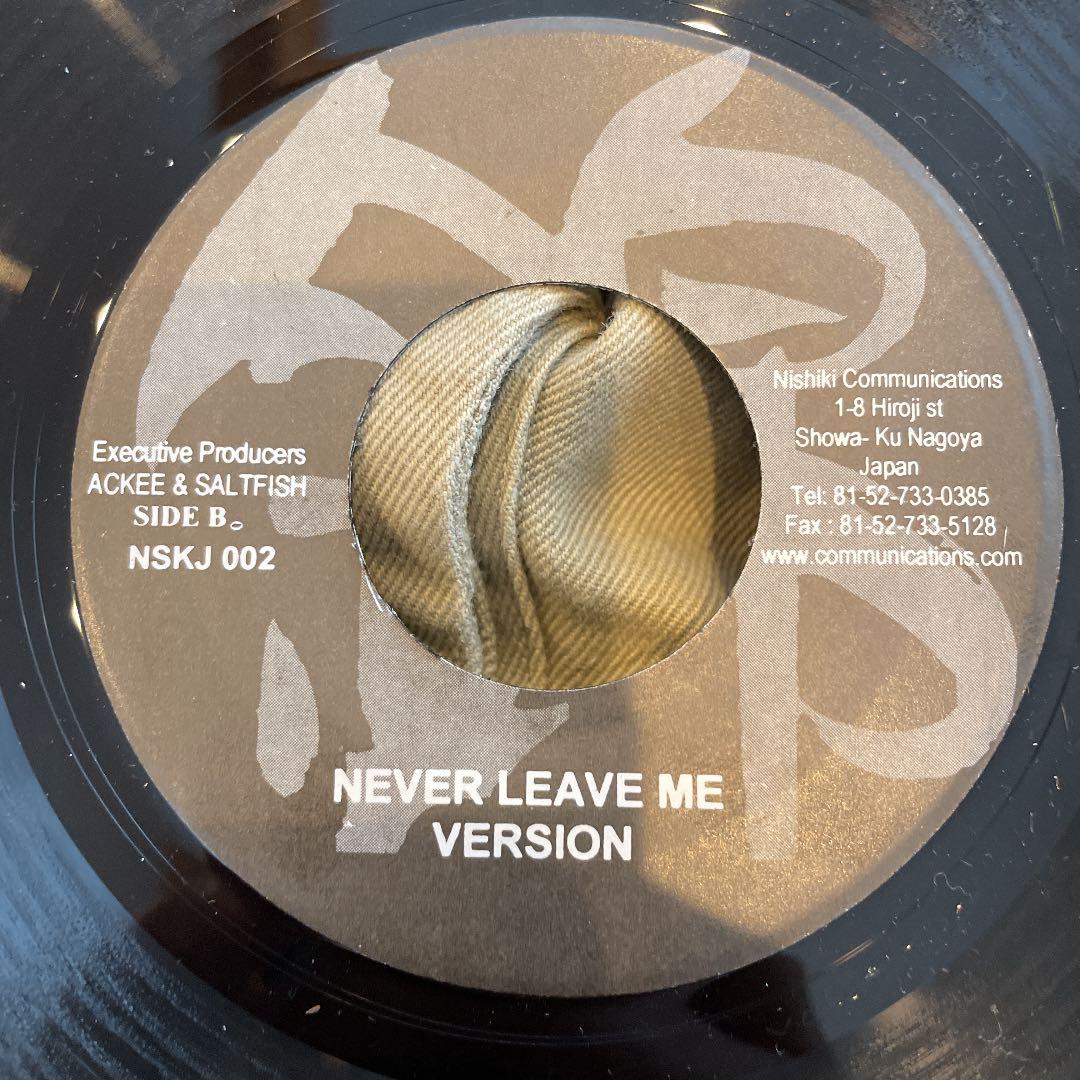 Executive Producers
ACKEE & SALTFISH
SIDE B.
NSKJ 002
Nishiki Communications
1-8 Hiroji st
Showa- Ku Nagoya
Japan
Tel: 81-52-733-0385
Fax : 81-52-733-5128
www.communications.com
NEVER LEAVE ME
VERSION